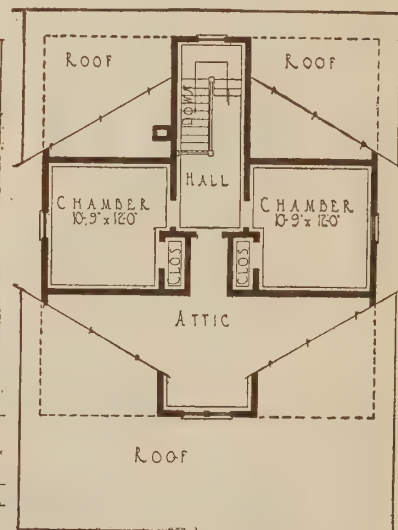 ROOF
ROOF
DOWN
HALL
CHAMBER
10'-9" x 12'-0"
CHAMBER
10'-9" x 12'-0"
CLOS
CLOS
ATTIC
ROOF